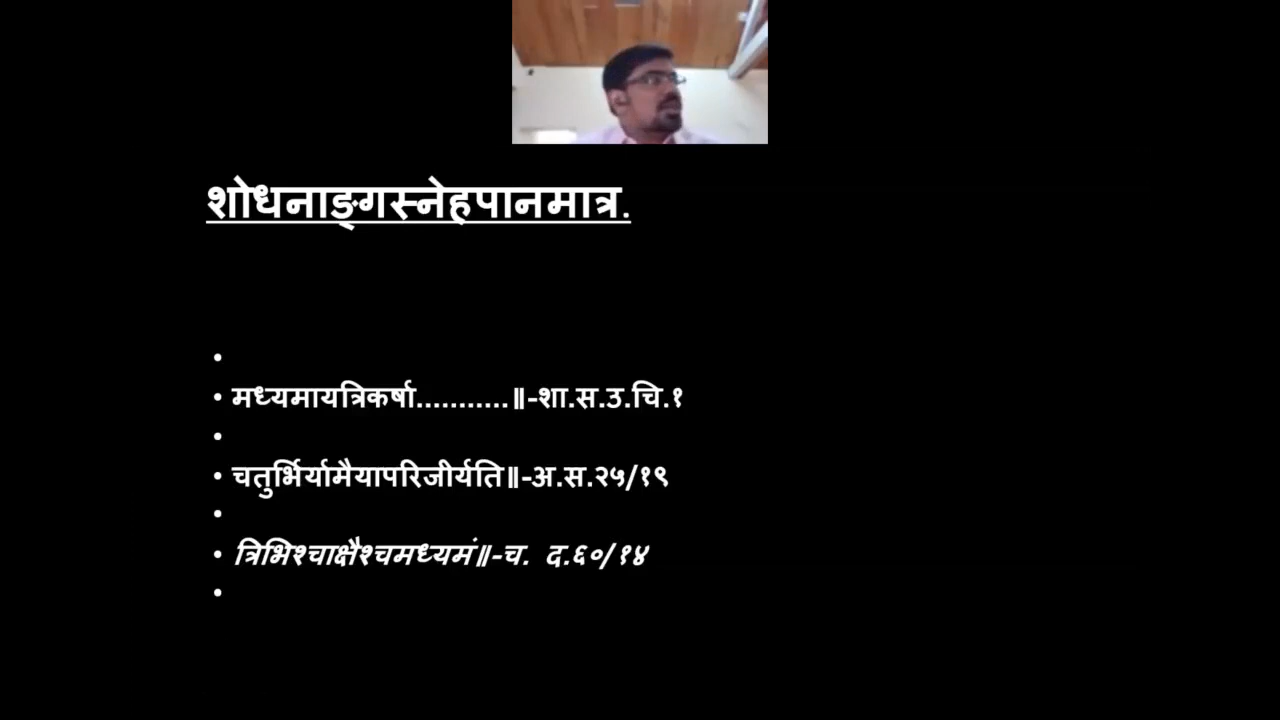 शोधनाङ्गस्नेहपानमात्र.
• मध्यमायत्रिकर्षा...........॥-शा.स.उ.चि.१
• चतुर्भिर्यामैयापरिजीर्यति॥-अ.स.२५/१९
• त्रिभिश्चाक्षैश्चमध्यमं॥-च. द.६०/१४